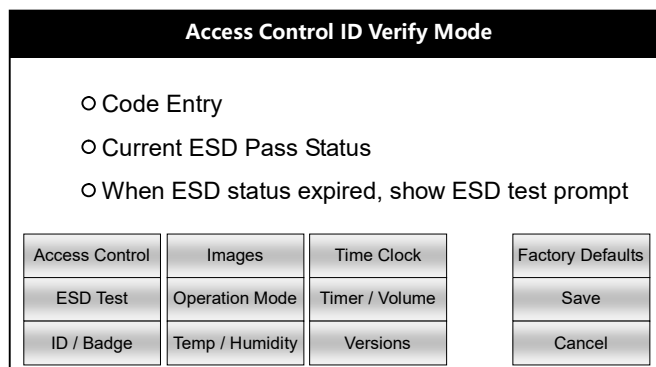 Access Control ID Verify Mode
Code Entry
Current ESD Pass Status
When ESD status expired, show ESD test prompt
Access Control Images Time Clock Factory Defaults
ESD Test Operation Mode Timer / Volume Save
ID / Badge Temp / Humidity Versions Cancel